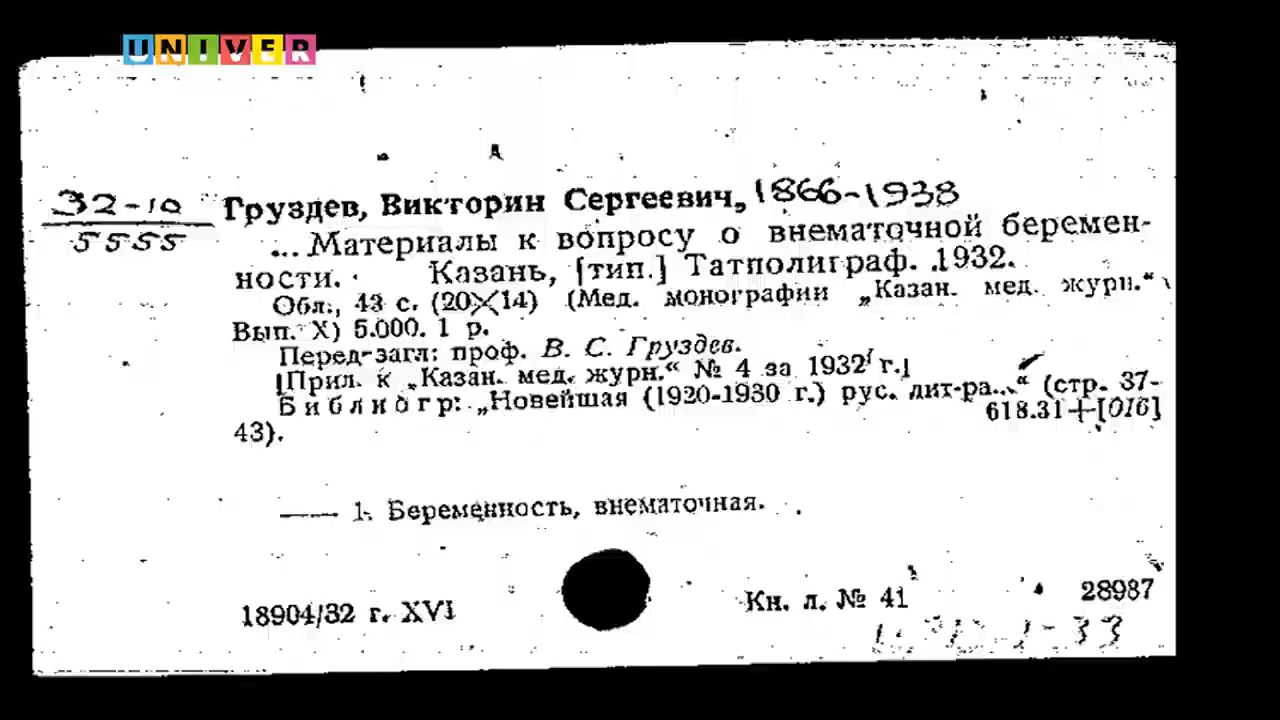 UNIVER
32-10
5555
Груздев, Викторин Сергеевич, 1866-1938
...Материалы к вопросу о внематочной беремен-
ности. Казань, [тип.] Татполиграф. 1932.
Обл., 43 с. (20×14) (Мед. монографии „Казан. мед. журн.“
Вып. X) 5.000. 1 р.
Перед загл: проф. В. С. Груздев.
[Прил. к „Казан. мед. журн.“ № 4 за 1932 г.]
Библиогр: „Новейшая (1920-1930 г.) рус. лит-ра...“ (стр. 37-
618.31+[016]
43).
—— 1. Беременность, внематочная.
18904/32 г. XVI
Кн. л. № 41
28987